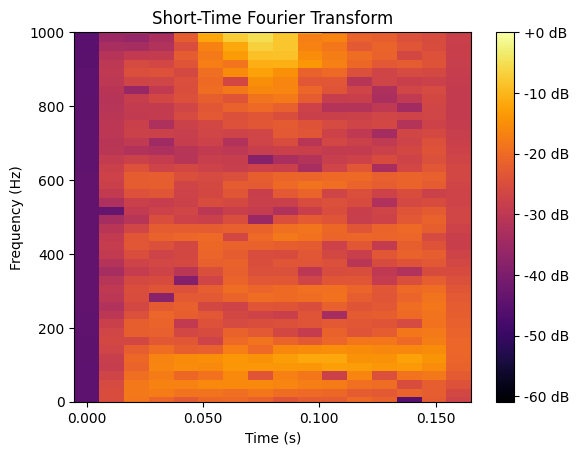 Short-Time Fourier Transform
1000
800
600
400
200
0
Frequency (Hz)
0.000
0.050
0.100
0.150
Time (s)
+0 dB
-10 dB
-20 dB
-30 dB
-40 dB
-50 dB
-60 dB